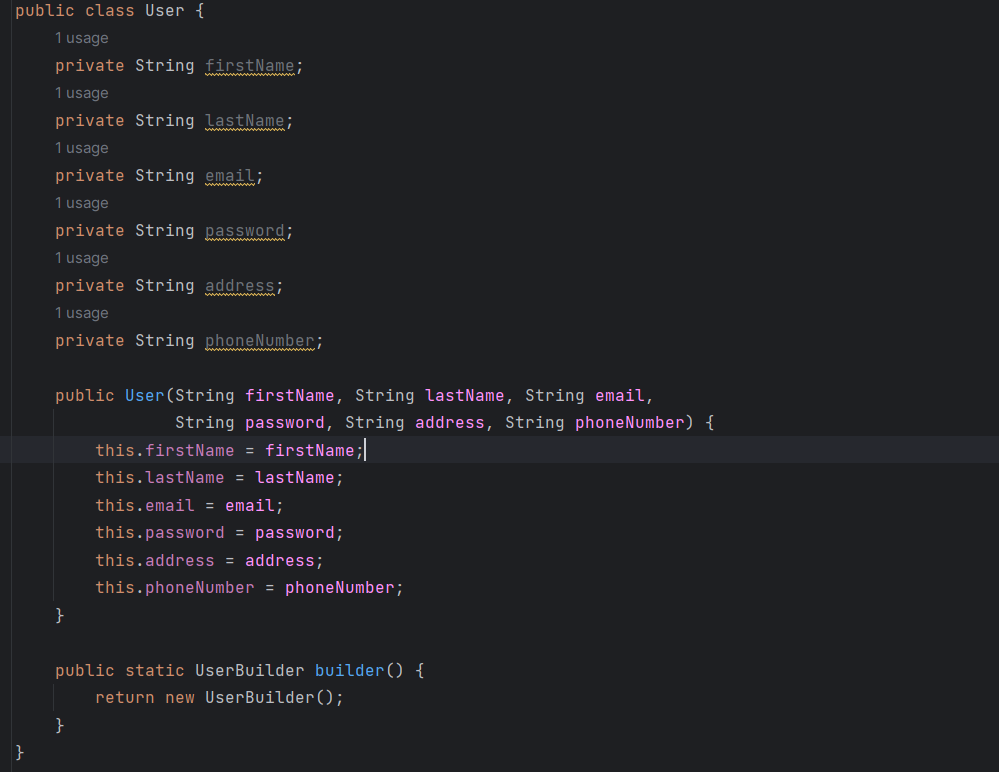 public class User {
1 usage
private String firstName;
1 usage
private String lastName;
1 usage
private String email;
1 usage
private String password;
1 usage
private String address;
1 usage
private String phoneNumber;
public User(String firstName, String lastName, String email,
String password, String address, String phoneNumber) {
this.firstName = firstName;
this.lastName = lastName;
this.email = email;
this.password = password;
this.address = address;
this.phoneNumber = phoneNumber;
}
public static UserBuilder builder() {
return new UserBuilder();
}
}